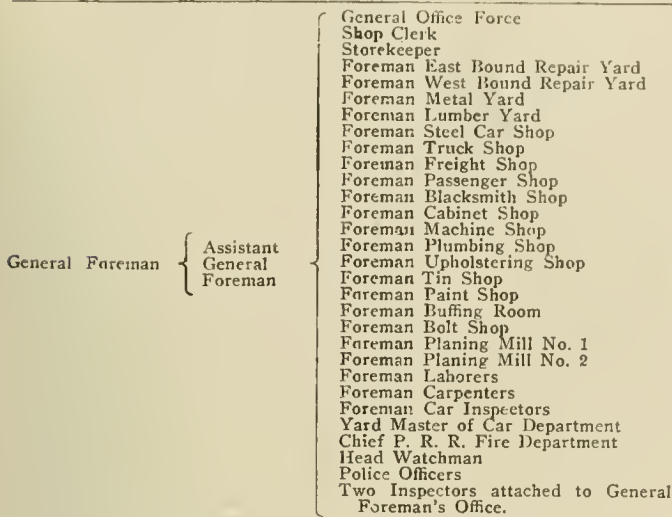 General Office Force
Shop Clerk
Storekeeper
Foreman East Bound Repair Yard
Foreman West Bound Repair Yard
Foreman Metal Yard
Foreman Lumber Yard
Foreman Steel Car Shop
Foreman Truck Shop
Foreman Freight Shop
Foreman Passenger Shop
Foreman Blacksmith Shop
Foreman Cabinet Shop
Foreman Machine Shop
Foreman Plumbing Shop
Foreman Upholstering Shop
Foreman Tin Shop
Foreman Paint Shop
Foreman Buffing Room
Foreman Bolt Shop
Foreman Planing Mill No. 1
Foreman Planing Mill No. 2
Foreman Laborers
Foreman Carpenters
Foreman Car Inspectors
Yard Master of Car Department
Chief P. R. R. Fire Department
Head Watchman
Police Officers
Two Inspectors attached to General
Foreman's Office.
General Foreman
Assistant
General
Foreman